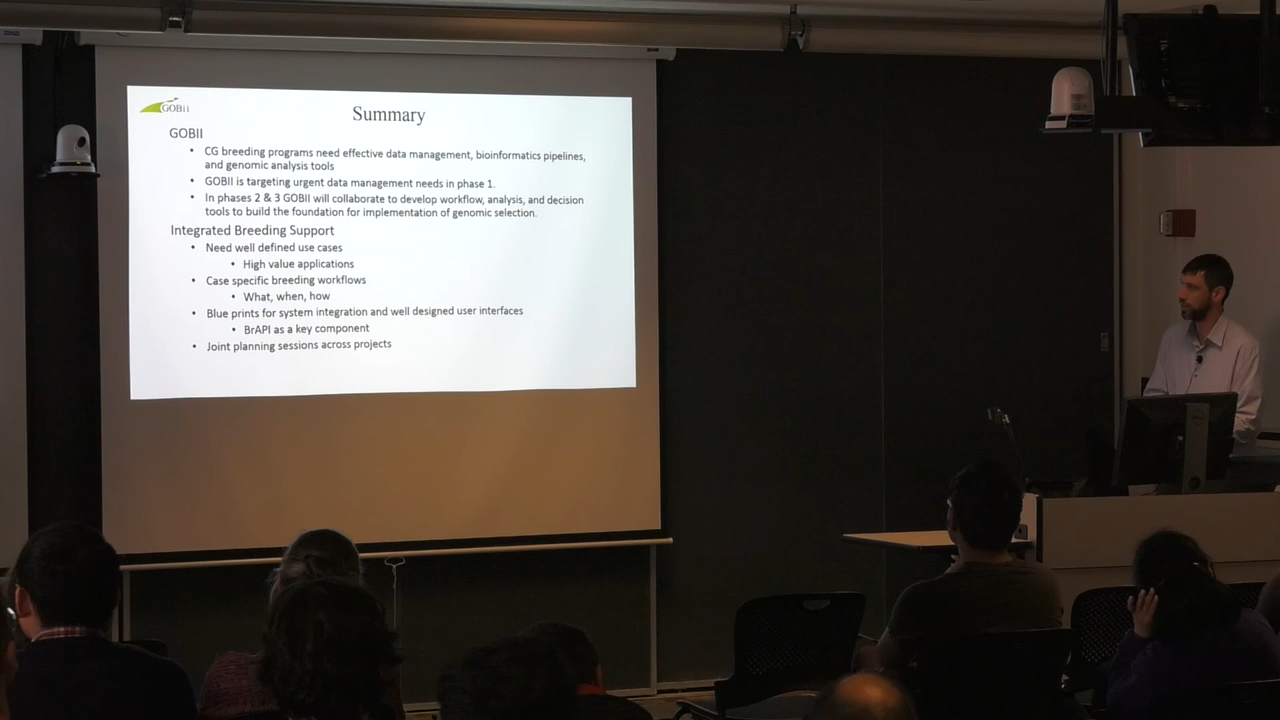 GOBii
Summary
GOBII
• CG breeding programs need effective data management, bioinformatics pipelines,
and genomic analysis tools
• GOBII is targeting urgent data management needs in phase 1.
• In phases 2 & 3 GOBII will collaborate to develop workflow, analysis, and decision
tools to build the foundation for implementation of genomic selection.
Integrated Breeding Support
• Need well defined use cases
• High value applications
• Case specific breeding workflows
• What, when, how
• Blue prints for system integration and well designed user interfaces
• BrAPI as a key component
• Joint planning sessions across projects